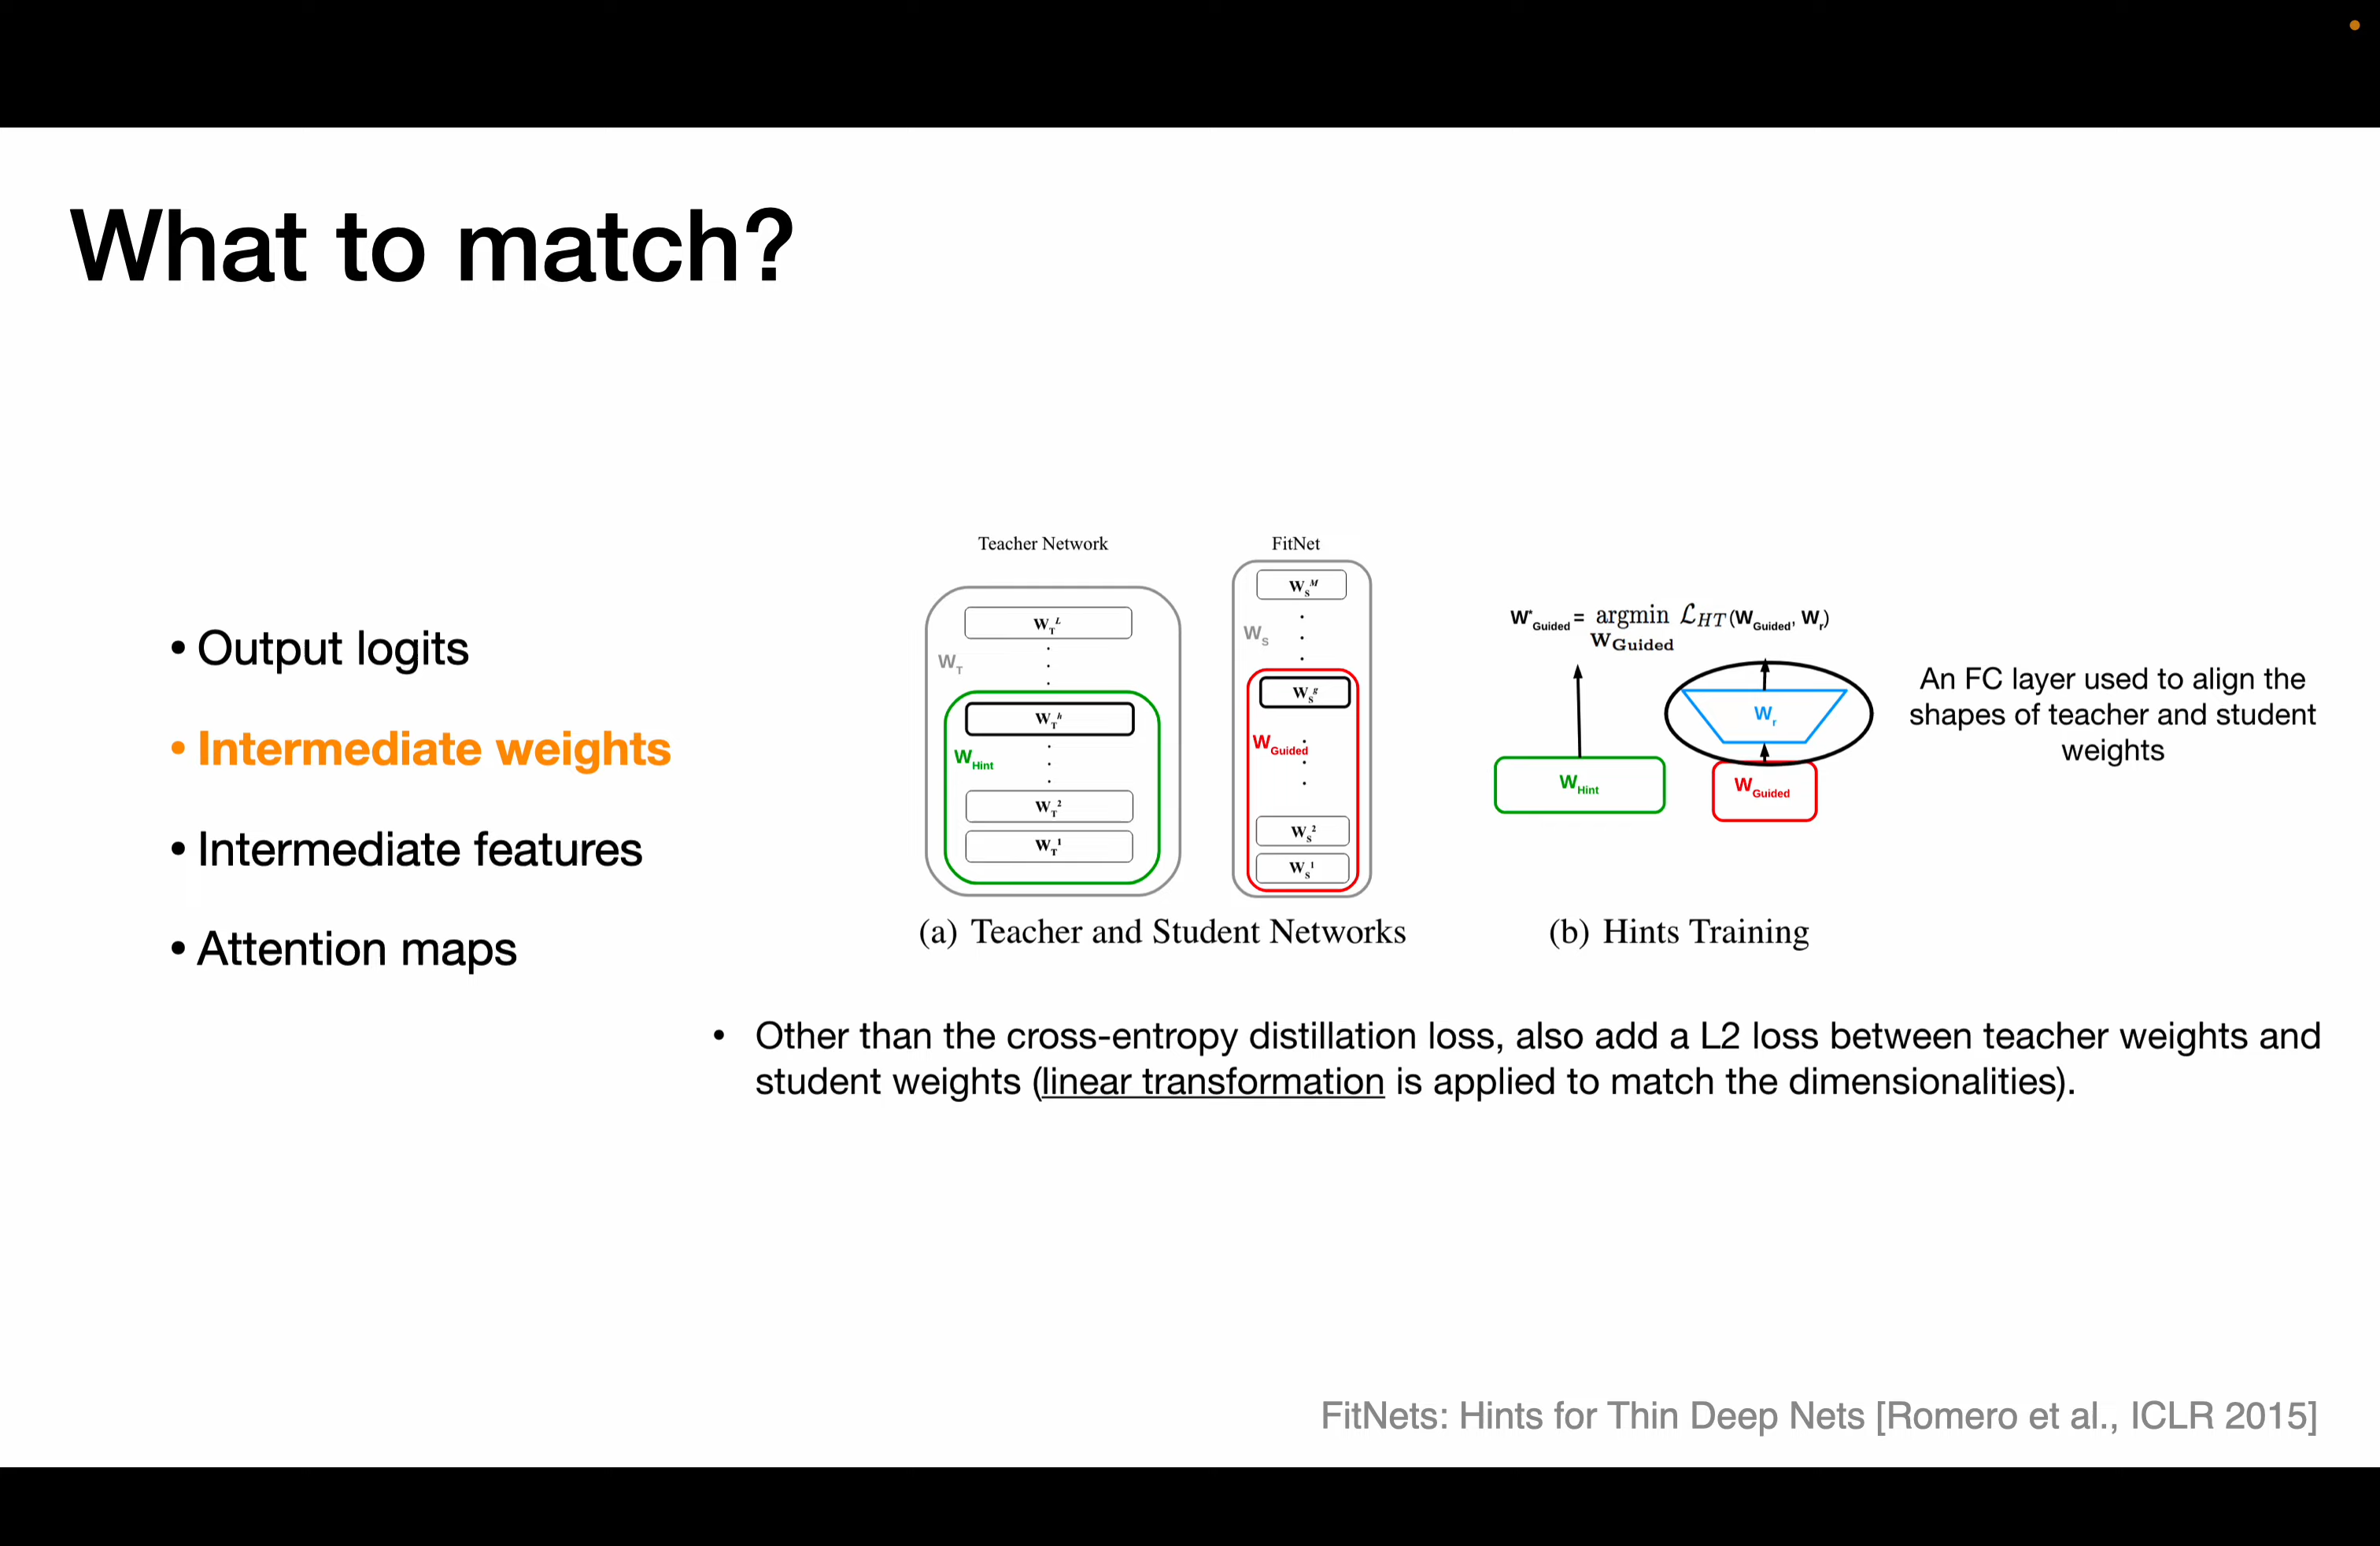 What to match?
• Output logits
• Intermediate weights
• Intermediate features
• Attention maps
Teacher Network
W_T^L
W_T
W_T^h
W_Hint
W_T^2
W_T^1
FitNet
W_S^M
W_S
W_S^g
W_Guided
W_S^2
W_S^1
(a) Teacher and Student Networks
W*_Guided = argmin ℒ_HT(W_Guided, W_r)
W_Guided
W_r
W_Hint
W_Guided
(b) Hints Training
An FC layer used to align the
shapes of teacher and student
weights
• Other than the cross-entropy distillation loss, also add a L2 loss between teacher weights and
student weights (linear transformation is applied to match the dimensionalities).
FitNets: Hints for Thin Deep Nets [Romero et al., ICLR 2015]